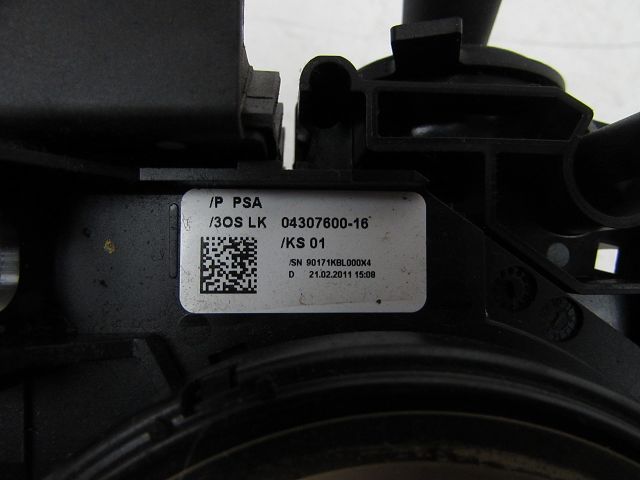 /P PSA
/3OS LK 04307600-16
/KS 01
/SN 90171KBL000X4
D 21.02.2011 15:08